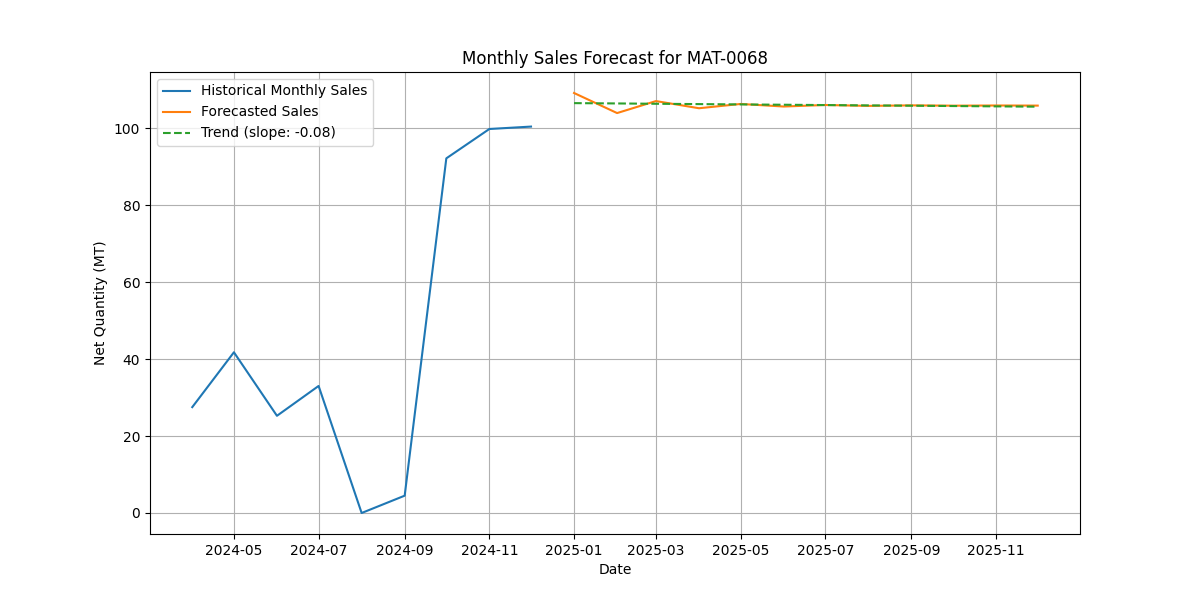 Monthly Sales Forecast for MAT-0068
Historical Monthly Sales
Forecasted Sales
Trend (slope: -0.08)
Net Quantity (MT)
100
80
60
40
20
0
2024-05 2024-07 2024-09 2024-11 2025-01 2025-03 2025-05 2025-07 2025-09 2025-11
Date